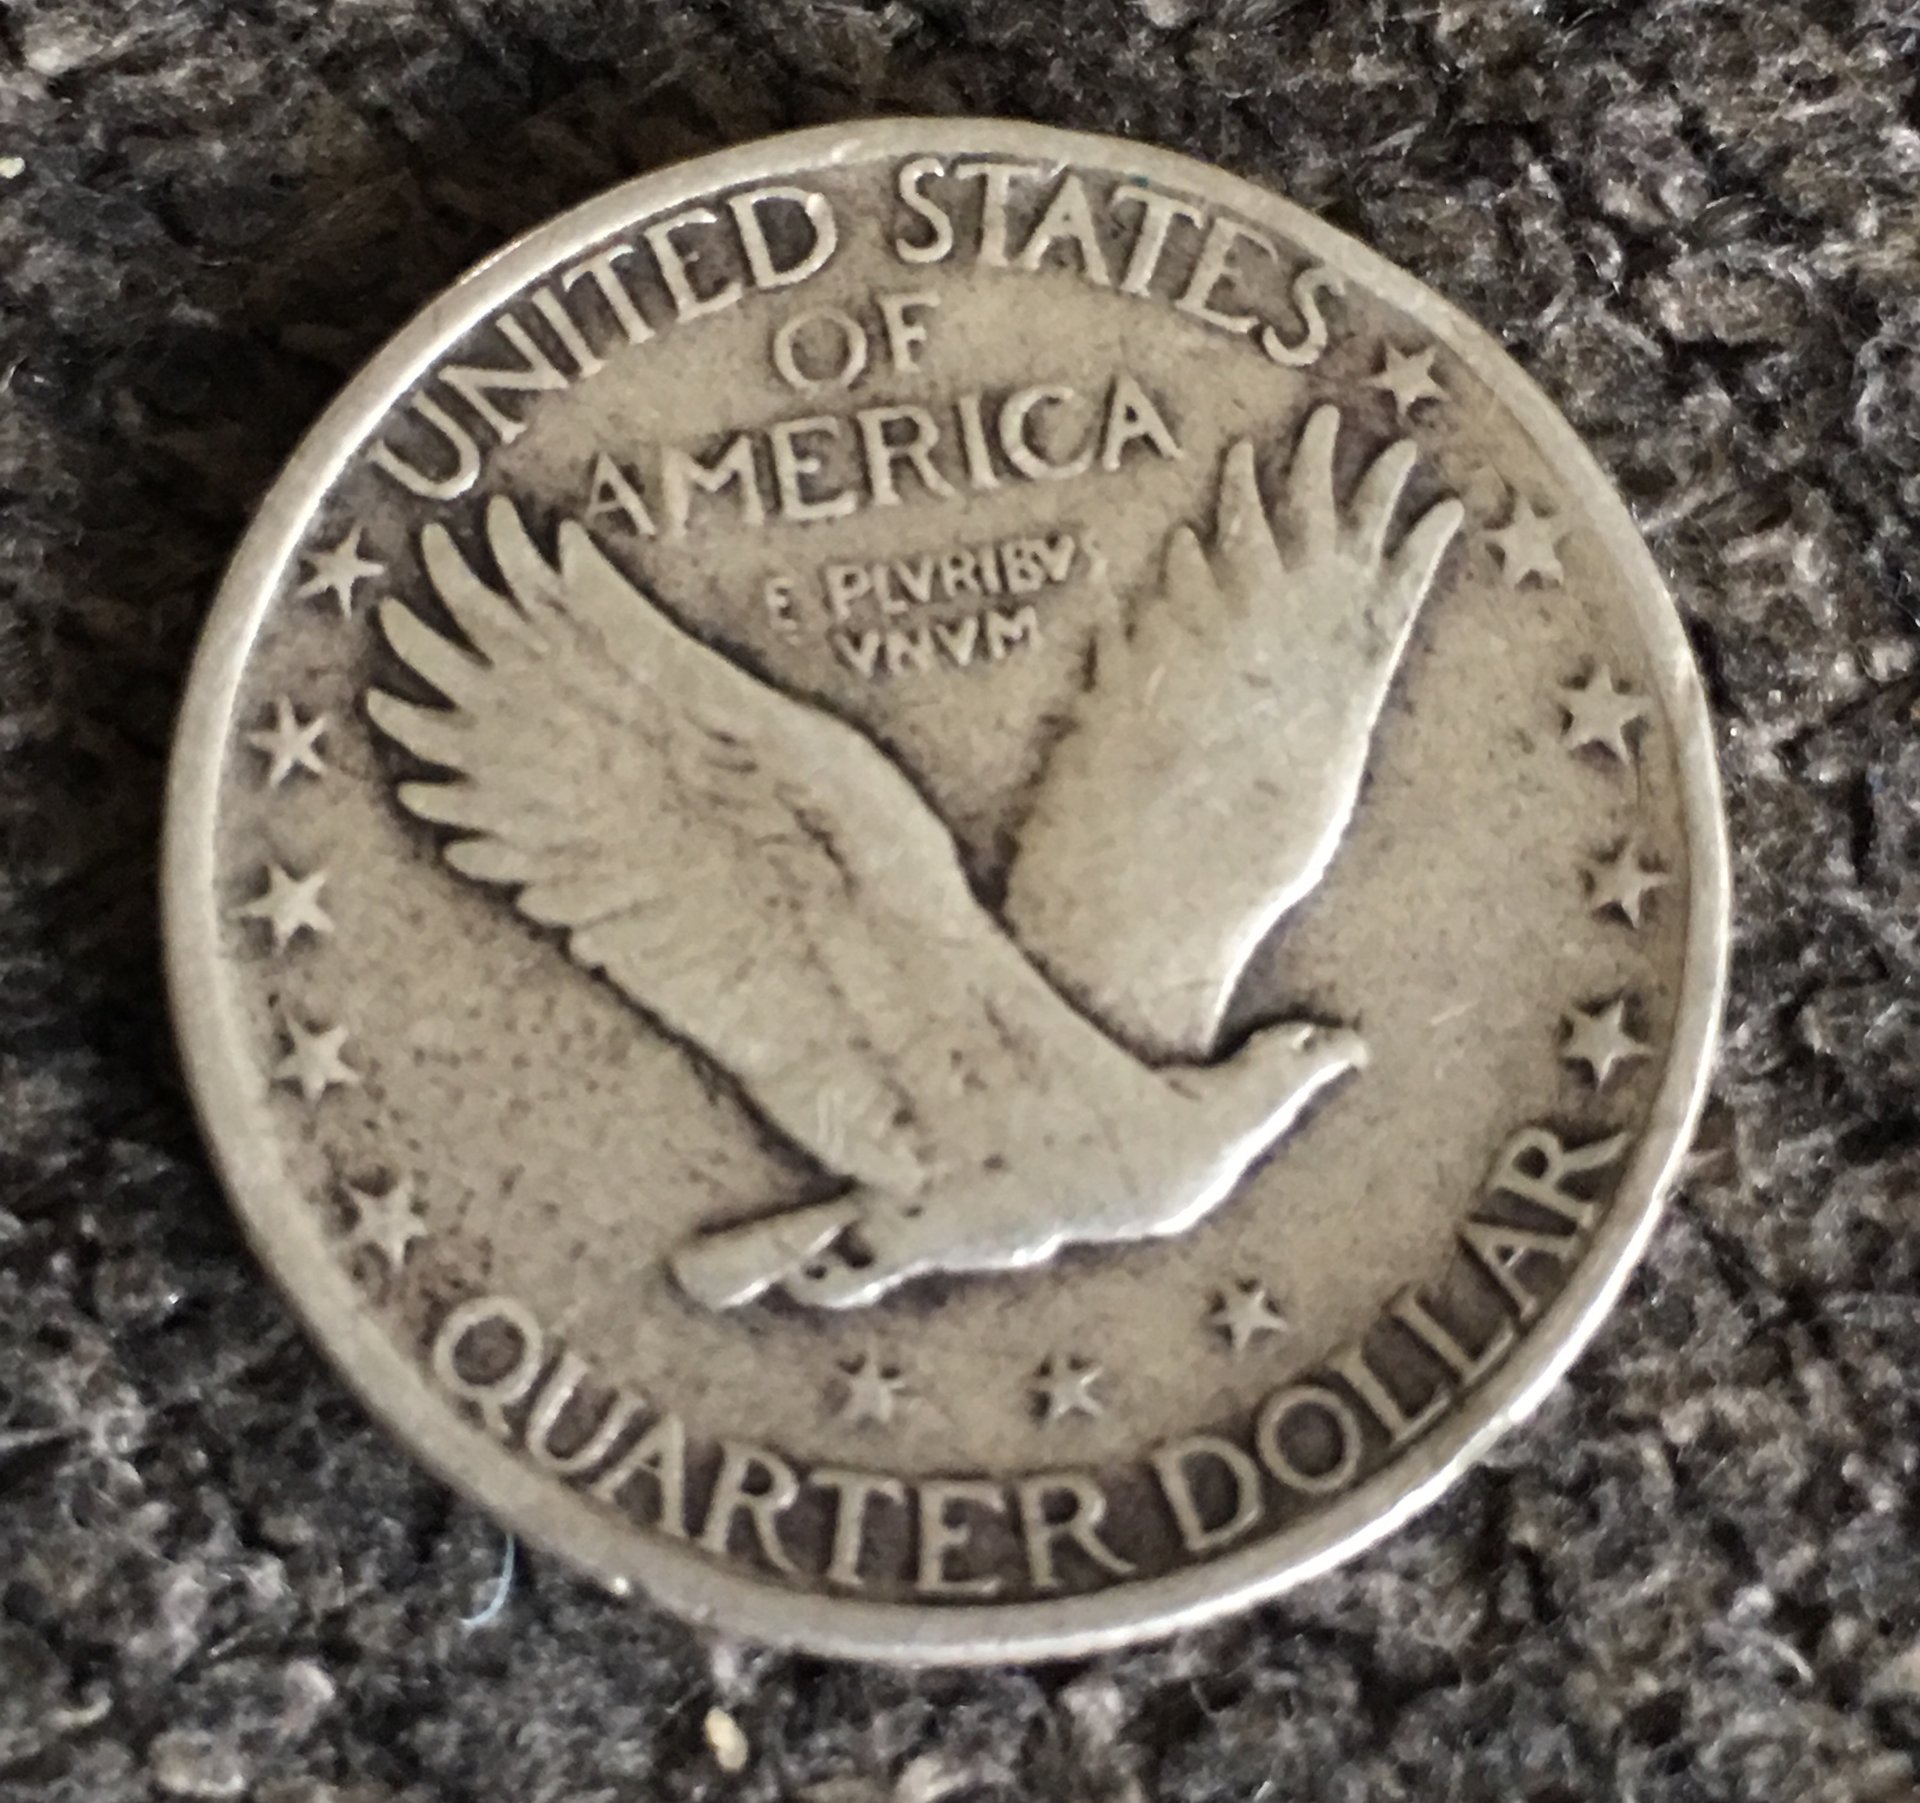 UNITED STATES
OF
AMERICA
E PLVRIBVS
VNVM
QUARTER DOLLAR